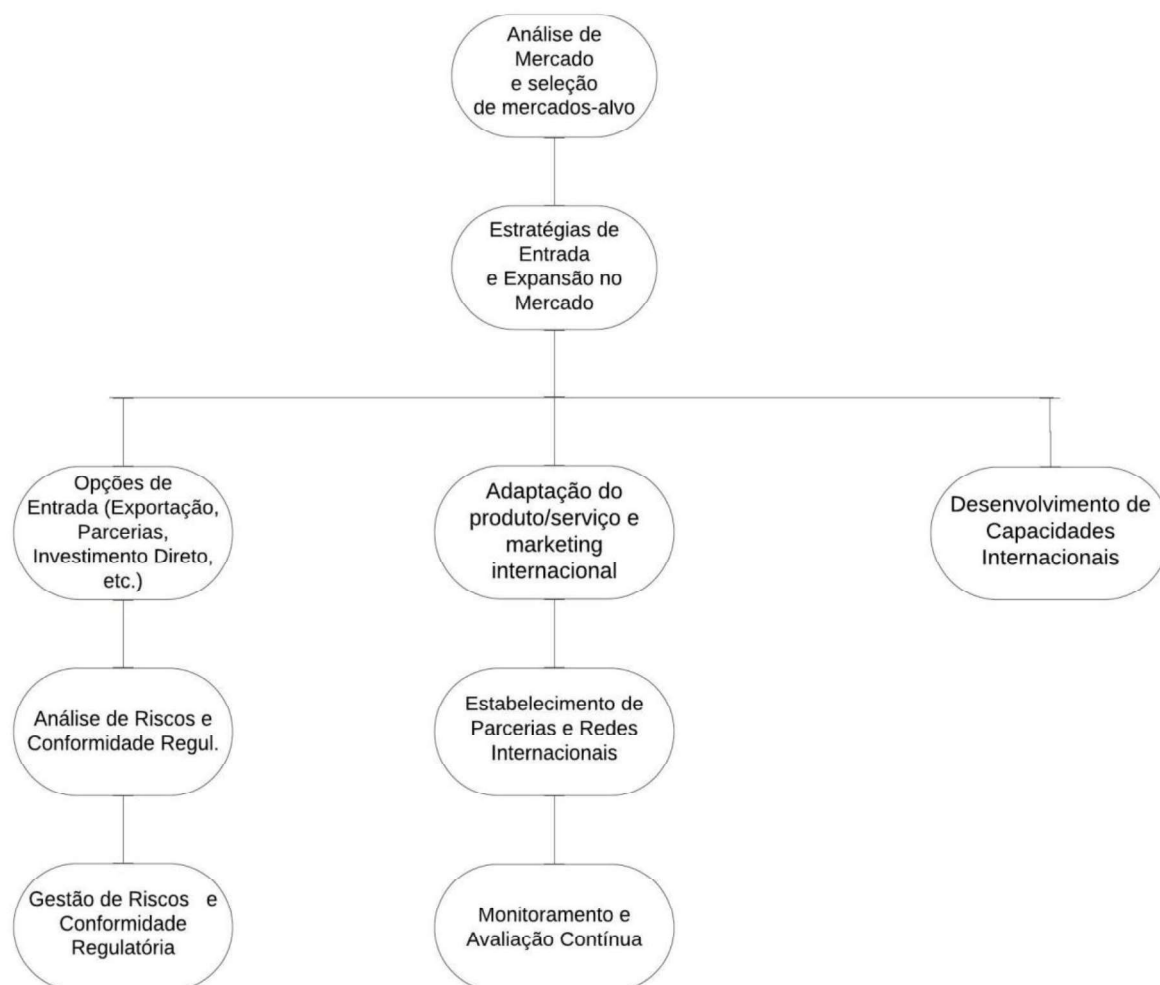 Análise de
Mercado
e seleção
de mercados-alvo
Estratégias de
Entrada
e Expansão no
Mercado
Opções de
Entrada (Exportação,
Parcerias,
Investimento Direto,
etc.)
Adaptação do
produto/serviço e
marketing
internacional
Desenvolvimento de
Capacidades
Internacionais
Análise de Riscos e
Conformidade Regul.
Estabelecimento de
Parcerias e Redes
Internacionais
Gestão de Riscos e
Conformidade
Regulatória
Monitoramento e
Avaliação Contínua